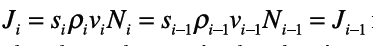 J_i = s_i ρ_i v_i N_i = s_{i−1} ρ_{i−1} v_{i−1} N_{i−1} = J_{i−1}